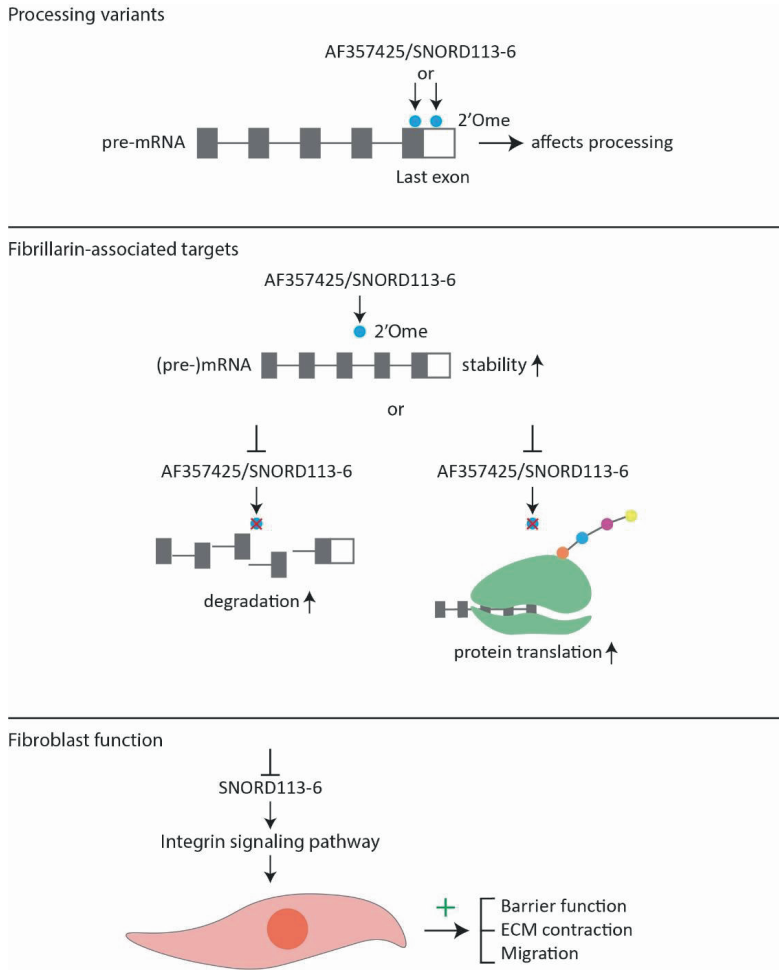 Processing variants
AF357425/SNORD113-6
or
2'Ome
pre-mRNA
affects processing
Last exon
Fibrillarin-associated targets
AF357425/SNORD113-6
2'Ome
(pre-)mRNA
stability
or
AF357425/SNORD113-6
AF357425/SNORD113-6
degradation
protein translation
Fibroblast function
SNORD113-6
Integrin signaling pathway
+
Barrier function
ECM contraction
Migration